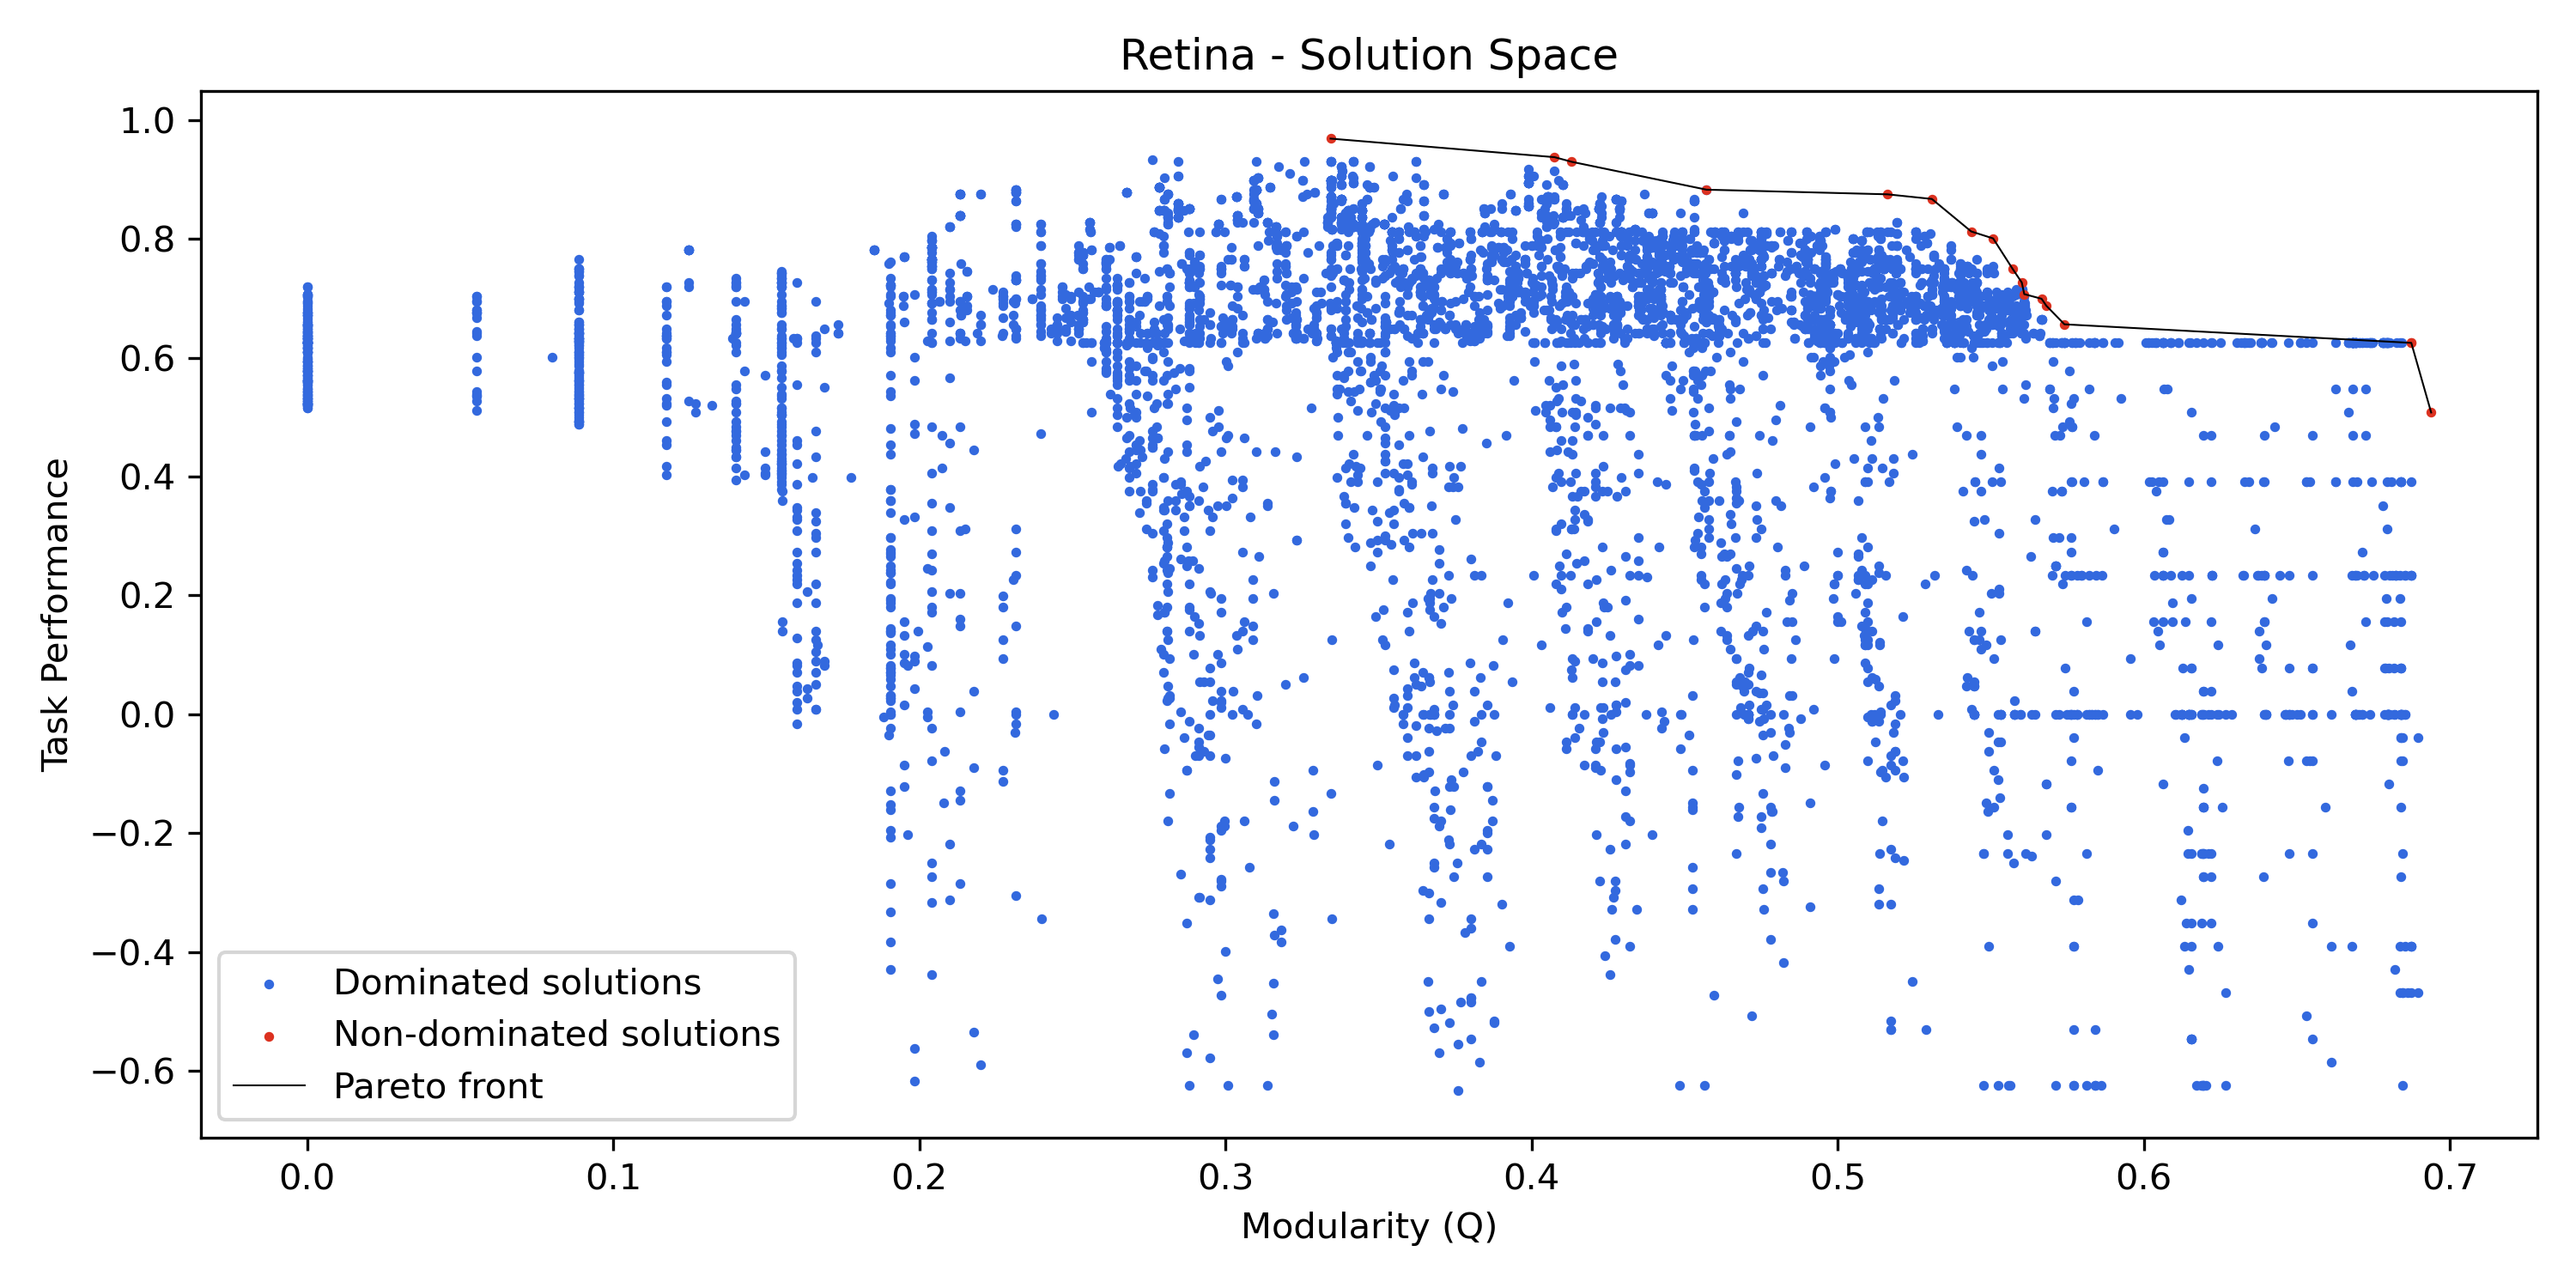 Retina - Solution Space
1.0
0.8
0.6
0.4
0.2
0.0
−0.2
−0.4
−0.6
Task Performance
Dominated solutions
Non-dominated solutions
Pareto front
0.0 0.1 0.2 0.3 0.4 0.5 0.6 0.7
Modularity (Q)